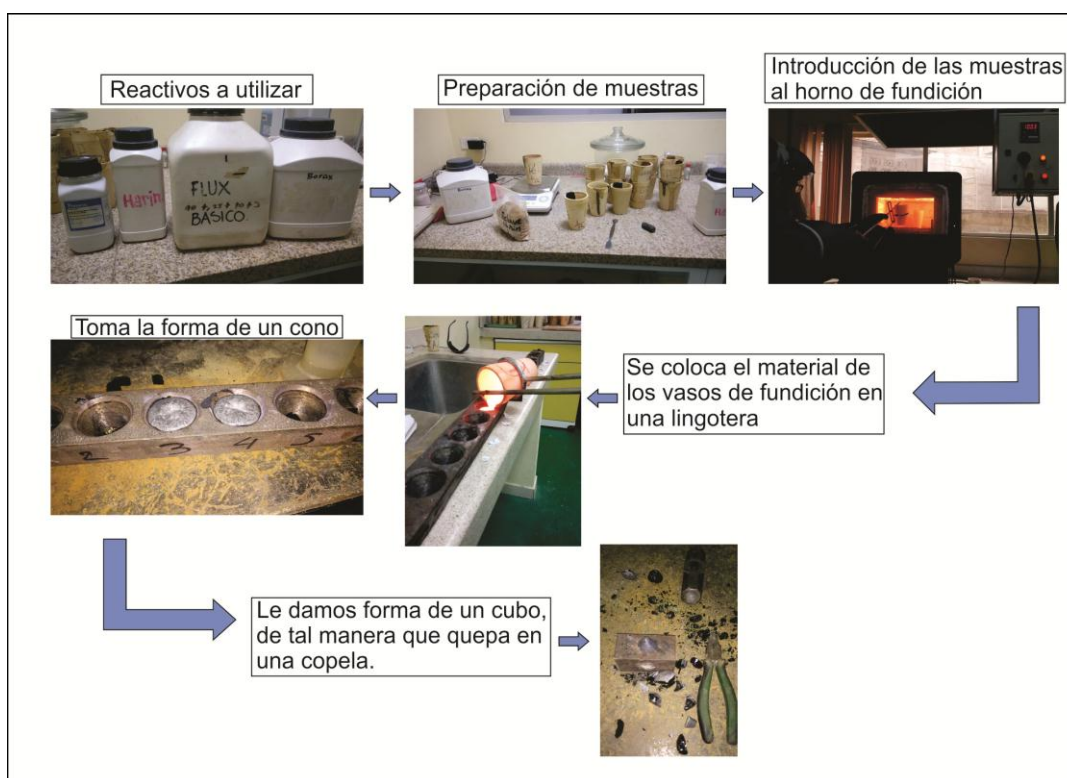 Reactivos a utilizar
Preparación de muestras
Introducción de las muestras
al horno de fundición
Harin
FLUX
BASICO
Borax
Toma la forma de un cono
Se coloca el material de
los vasos de fundición en
una lingotera
2 3 4 5
Le damos forma de un cubo,
de tal manera que quepa en
una copela.